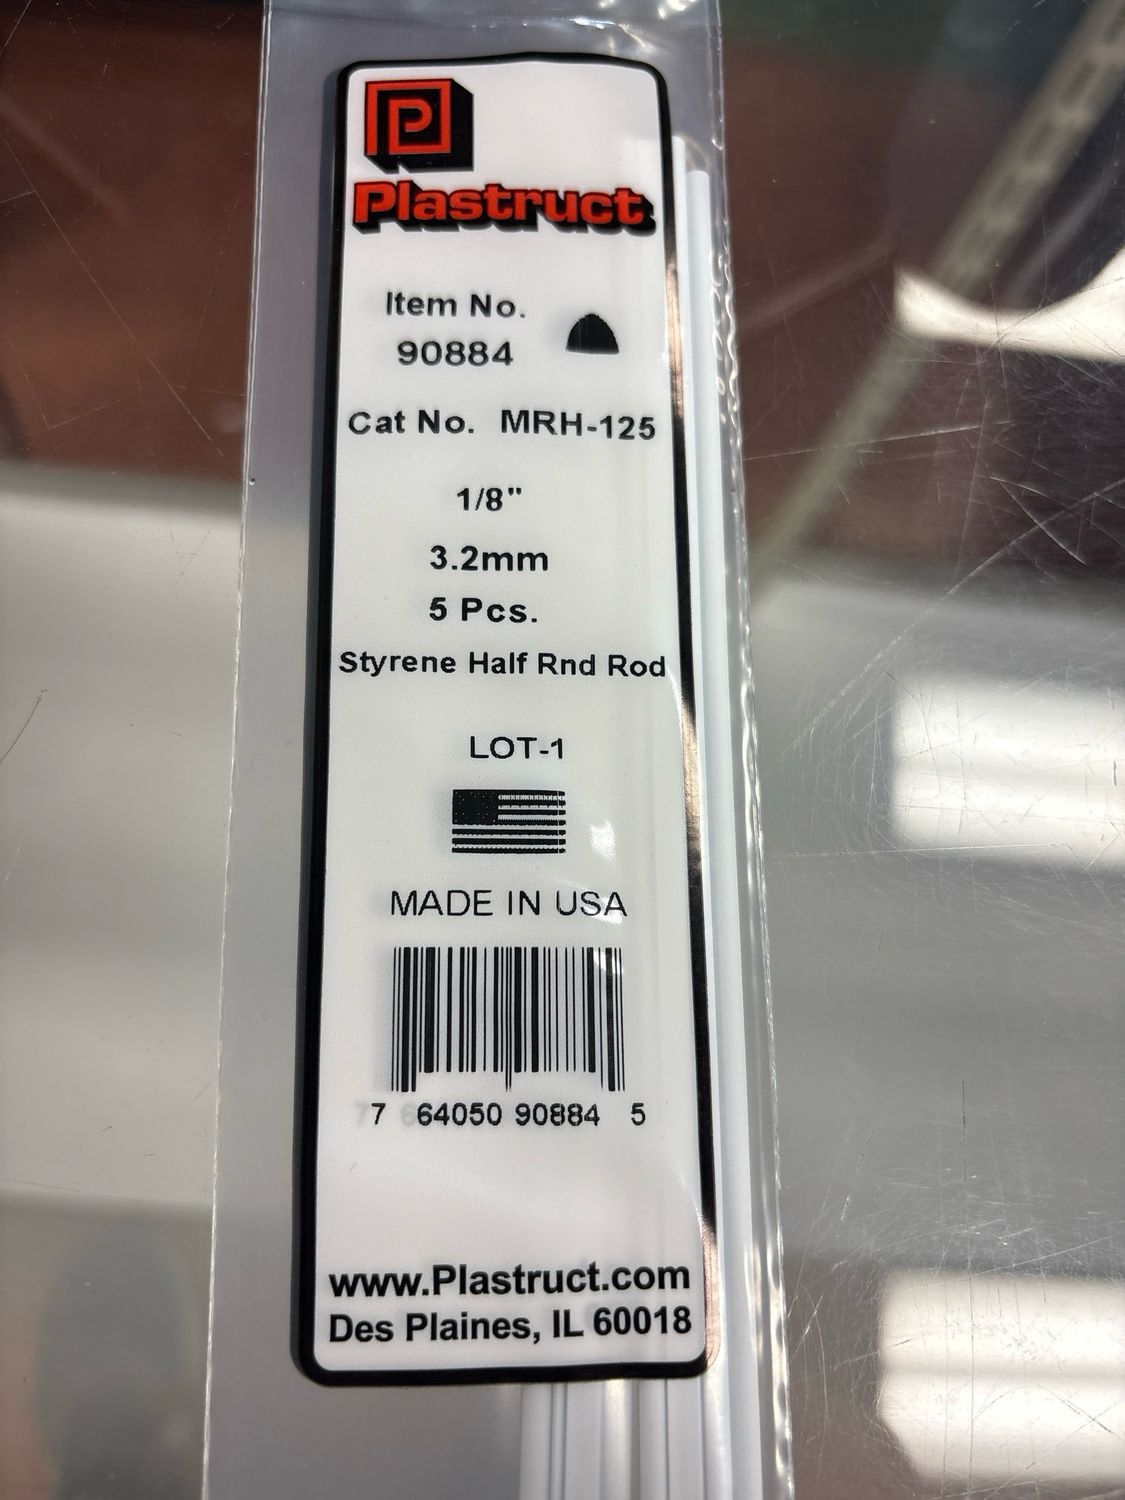 P
Plastruct
Item No.
90884
Cat No. MRH-125
1/8"
3.2mm
5 Pcs.
Styrene Half Rnd Rod
LOT-1
MADE IN USA
7 64050 90884 5
www.Plastruct.com
Des Plaines, IL 60018